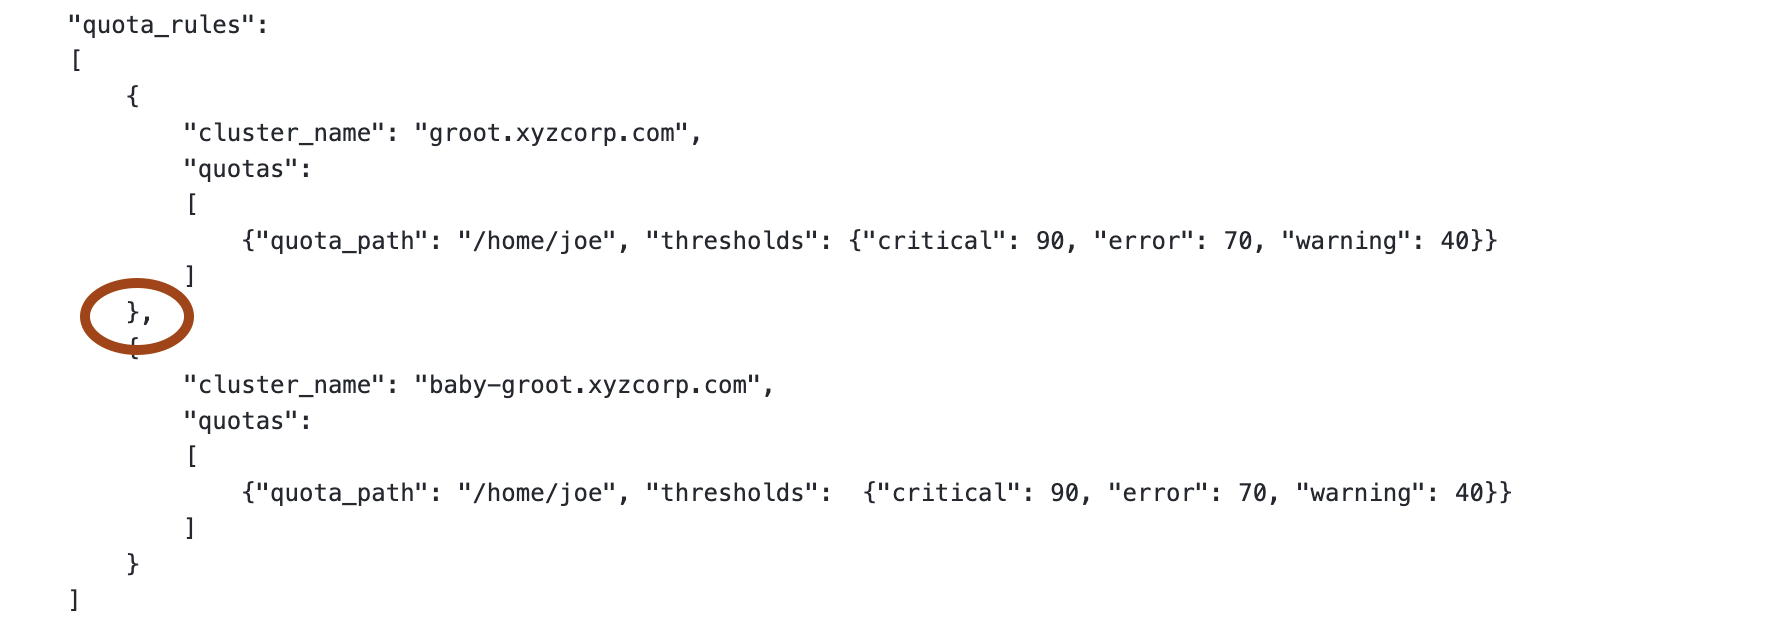 "quota_rules":
[
{
"cluster_name": "groot.xyzcorp.com",
"quotas":
[
{"quota_path": "/home/joe", "thresholds": {"critical": 90, "error": 70, "warning": 40}}
]
},
{
"cluster_name": "baby-groot.xyzcorp.com",
"quotas":
[
{"quota_path": "/home/joe", "thresholds":  {"critical": 90, "error": 70, "warning": 40}}
]
}
]